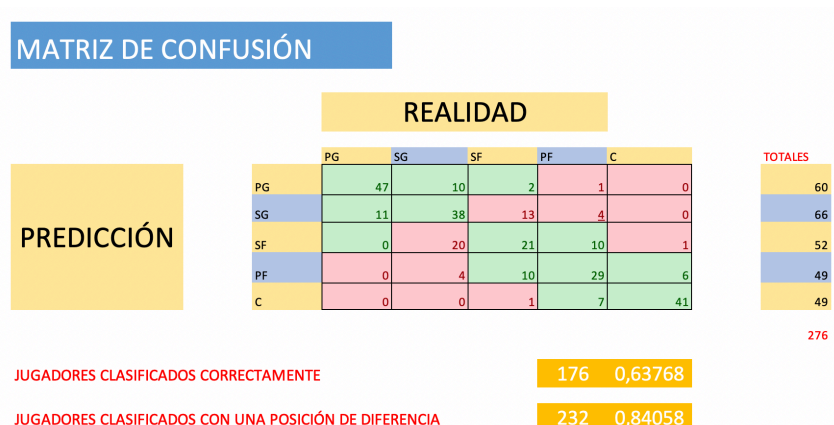 MATRIZ DE CONFUSIÓN
REALIDAD
PG SG SF PF C TOTALES
PG 47 10 2 1 0 60
SG 11 38 13 4 0 66
PREDICCIÓN
SF 0 20 21 10 1 52
PF 0 4 10 29 6 49
C 0 0 1 7 41 49
276
JUGADORES CLASIFICADOS CORRECTAMENTE 176 0,63768
JUGADORES CLASIFICADOS CON UNA POSICIÓN DE DIFERENCIA 232 0,84058